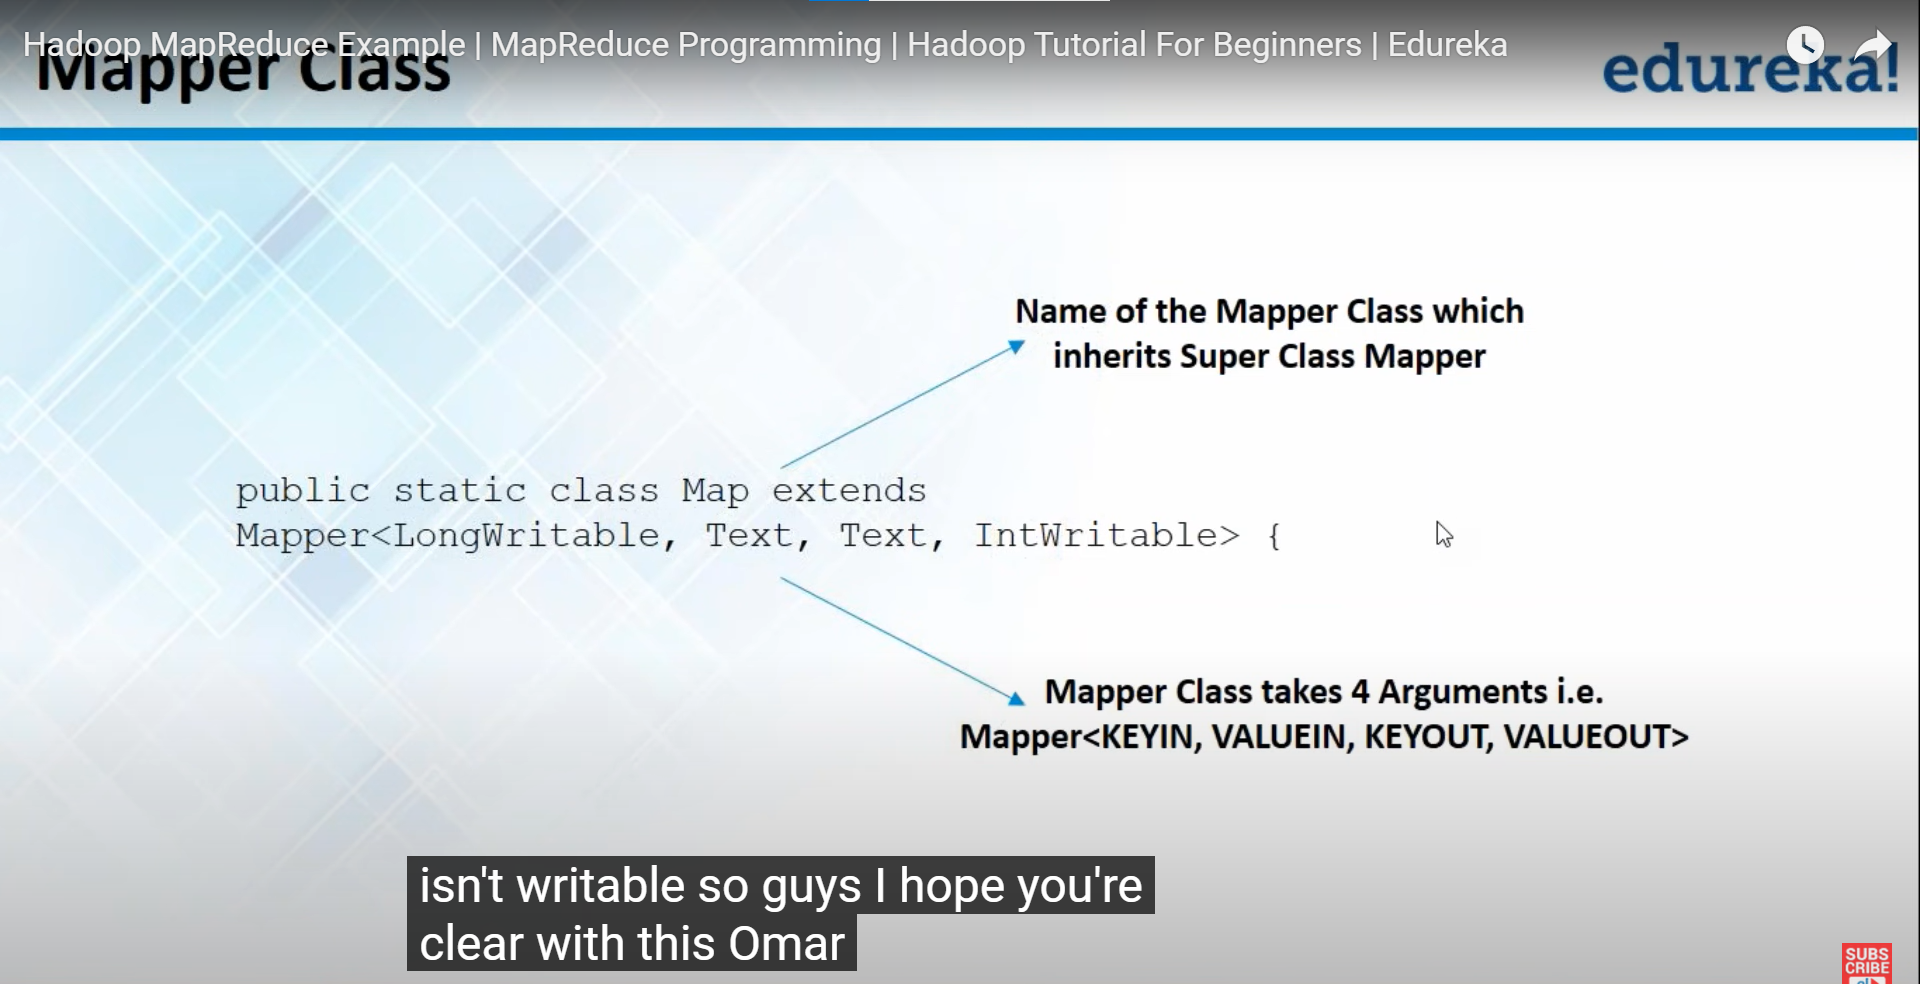 Hadoop MapReduce Example | MapReduce Programming | Hadoop Tutorial For Beginners | Edureka
Mapper Class
edureka!
Name of the Mapper Class which
inherits Super Class Mapper
public static class Map extends
Mapper<LongWritable, Text, Text, IntWritable> {
Mapper Class takes 4 Arguments i.e.
Mapper<KEYIN, VALUEIN, KEYOUT, VALUEOUT>
isn't writable so guys I hope you're
clear with this Omar
SUBS
CRIBE